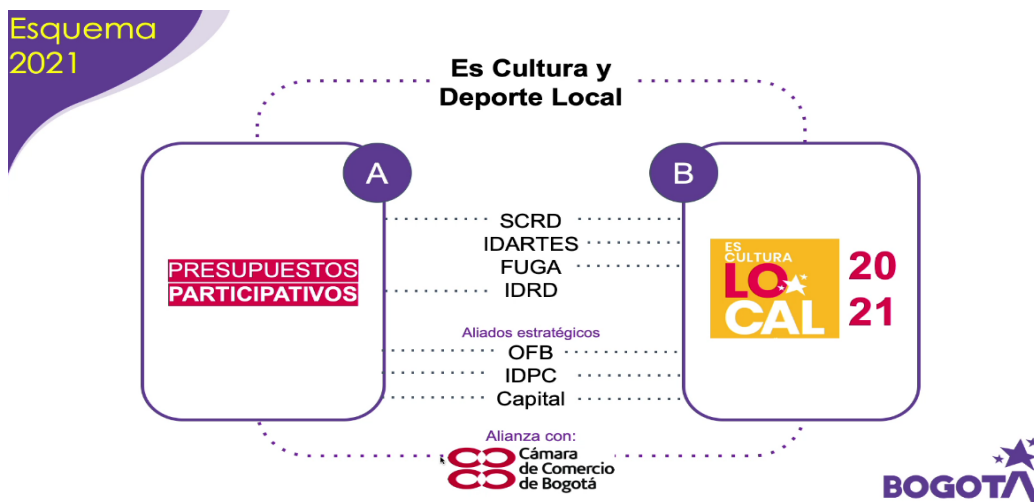 Esquema
2021
Es Cultura y
Deporte Local
A
B
PRESUPUESTOS
PARTICIPATIVOS
SCRD
IDARTES
FUGA
IDRD
Aliados estratégicos
OFB
IDPC
Capital
ES
CULTURA
LO
CAL
20
21
Alianza con:
Cámara
de Comercio
de Bogotá
BOGOTÁ